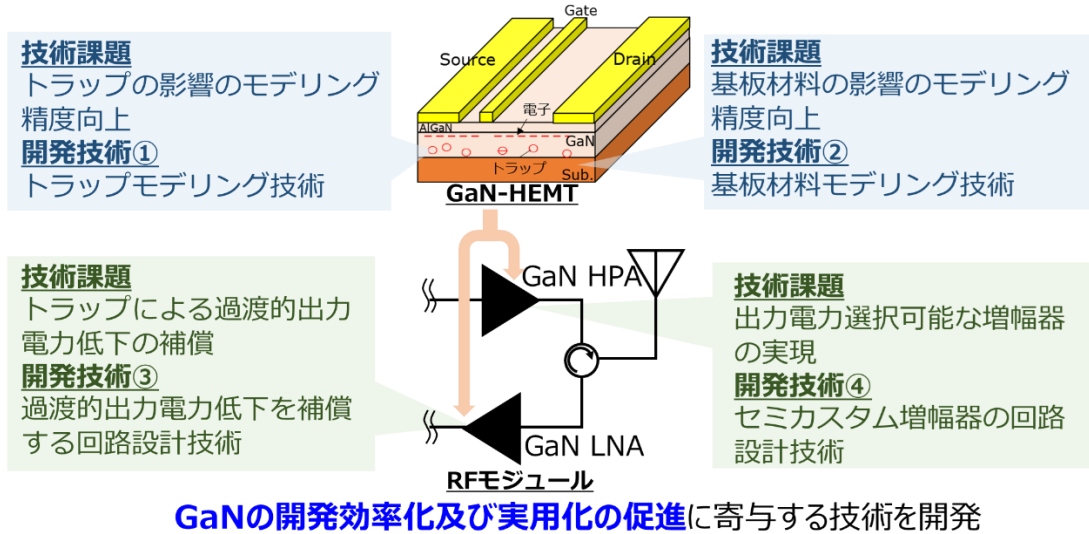 技術課題
トラップの影響のモデリング
精度向上
開発技術①
トラップモデリング技術
Gate
Source
Drain
電子
AlGaN
GaN
トラップ
Sub.
GaN-HEMT
技術課題
基板材料の影響のモデリング
精度向上
開発技術②
基板材料モデリング技術
技術課題
トラップによる過渡的出力
電力低下の補償
開発技術③
過渡的出力電力低下を補償
する回路設計技術
GaN HPA
GaN LNA
RFモジュール
技術課題
出力電力選択可能な増幅器
の実現
開発技術④
セミカスタム増幅器の回路
設計技術
GaNの開発効率化及び実用化の促進に寄与する技術を開発